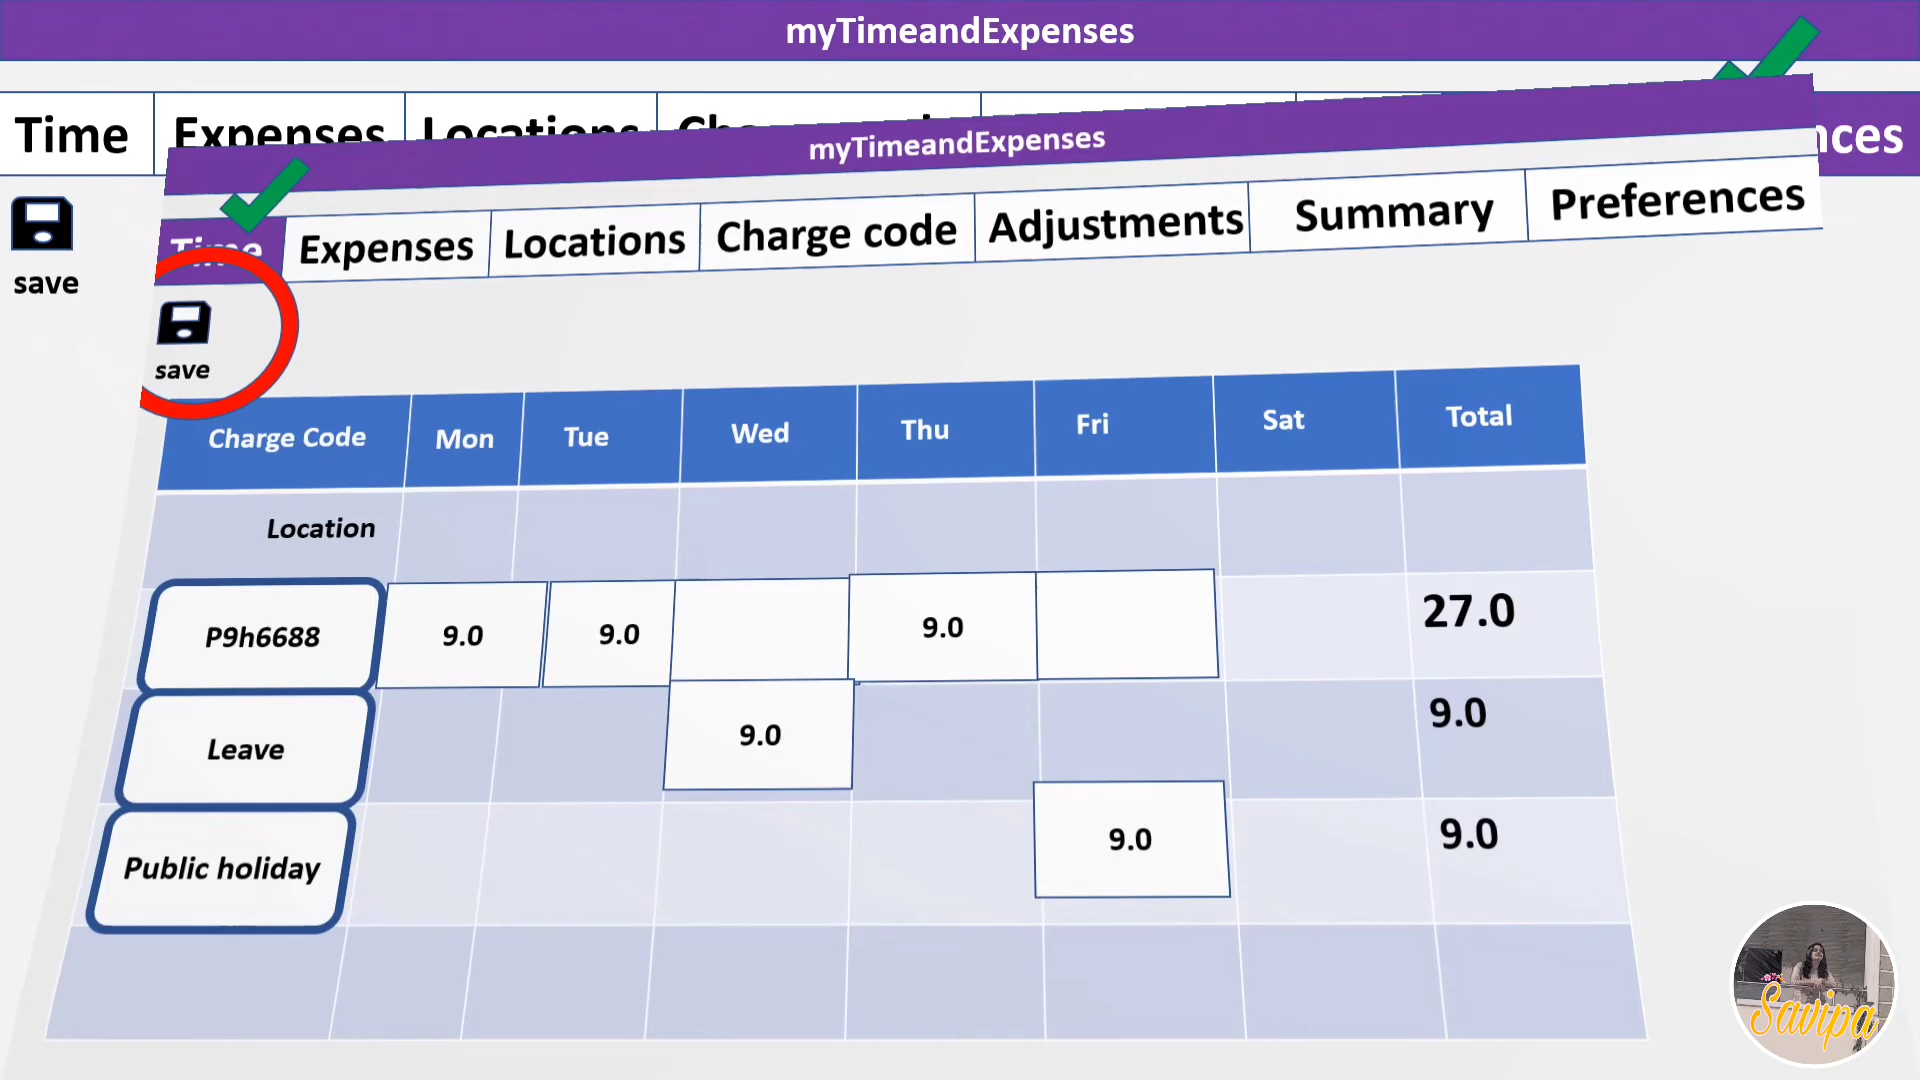 myTimeandExpenses
Time Expenses Locations
save
myTimeandExpenses
Time Expenses Locations Charge code Adjustments Summary Preferences
save
Charge Code Mon Tue Wed Thu Fri Sat Total
Location
P9h6688 9.0 9.0 9.0 27.0
Leave 9.0 9.0
Public holiday 9.0 9.0
Savipa